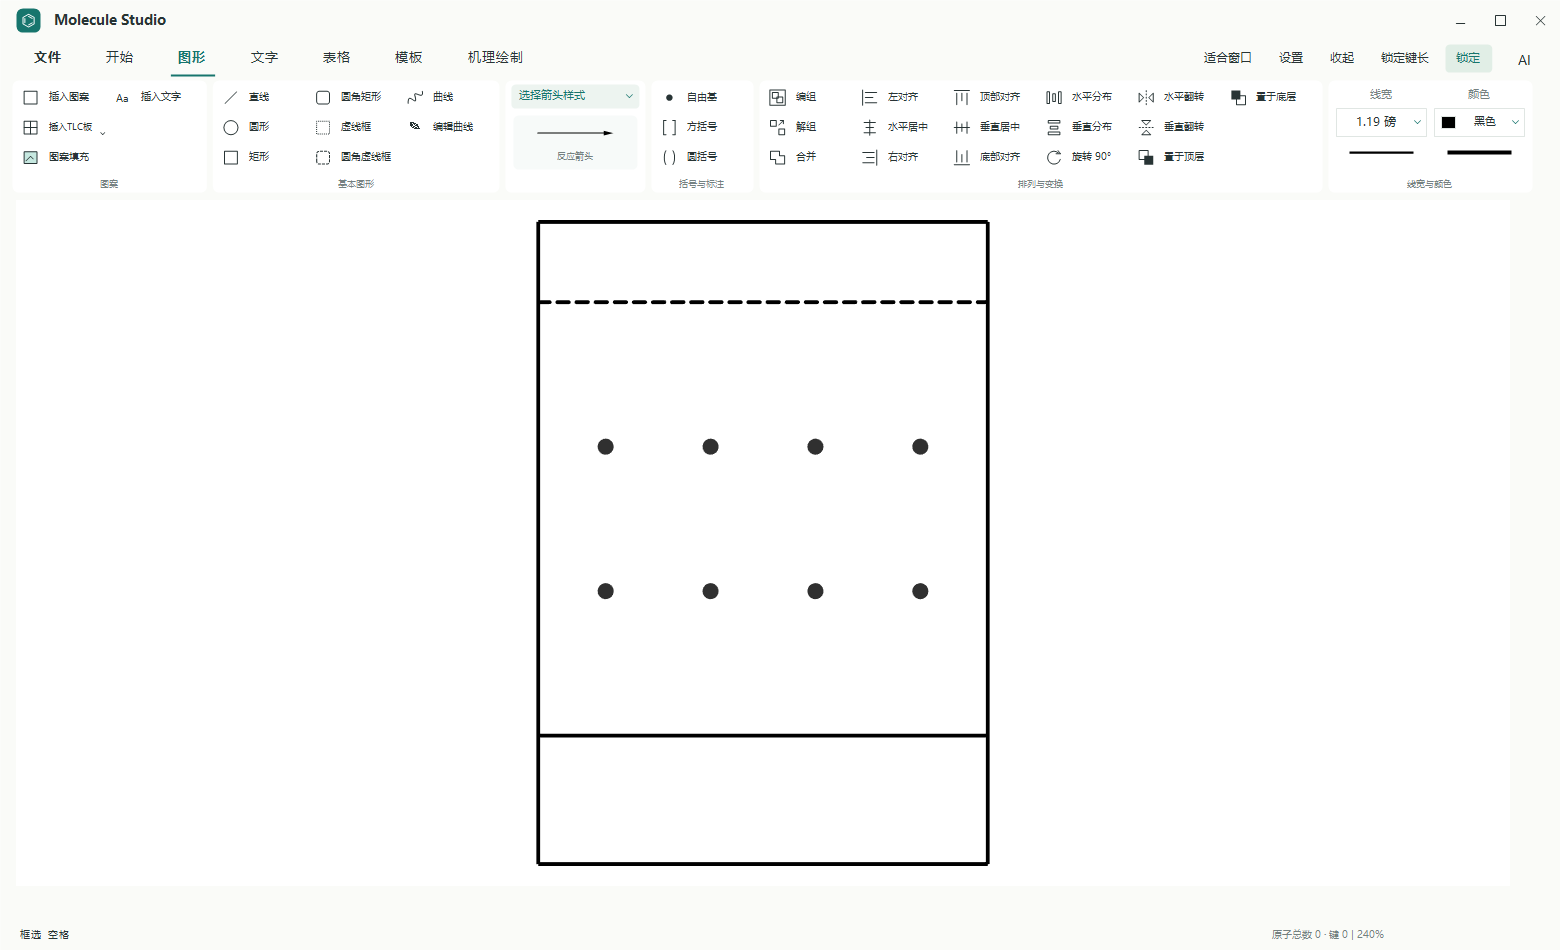 Molecule Studio
文件 开始 图形 文字 表格 模板 机理绘制 适合窗口 设置 收起 锁定键长 锁定 AI
插入图案 Aa 插入文字
插入TLC板
图案填充
图案
直线 圆角矩形 曲线
圆形 虚线框 编辑曲线
矩形 圆角虚线框
基本图形
选择箭头样式
反应箭头
自由基
方括号
圆括号
括号与标注
编组 左对齐 顶部对齐 水平分布 水平翻转 置于底层
解组 水平居中 垂直居中 垂直分布 垂直翻转
合并 右对齐 底部对齐 旋转 90° 置于顶层
排列与变换
线宽 颜色
1.19 磅 黑色
线宽与颜色
框选 空格
原子总数 0 · 键 0 | 240%